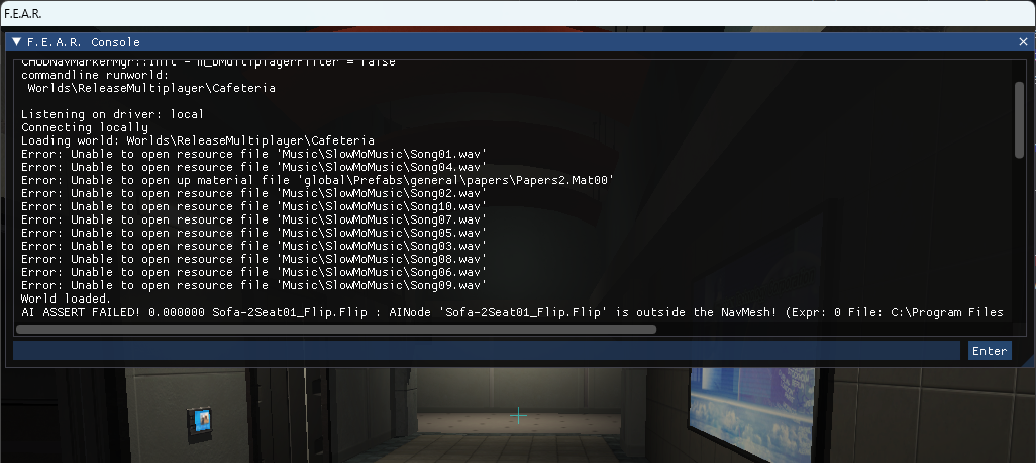 F.E.A.R.
F.E.A.R. Console
CHUDNavMarkerMgr::Init - m_bMultiplayerFilter = false
commandline runworld:
Worlds\ReleaseMultiplayer\Cafeteria
Listening on driver: local
Connecting locally
Loading world: Worlds\ReleaseMultiplayer\Cafeteria
Error: Unable to open resource file 'Music\SlowMoMusic\Song01.wav'
Error: Unable to open resource file 'Music\SlowMoMusic\Song04.wav'
Error: Unable to open up material file 'global\Prefabs\general\papers\Papers2.Mat00'
Error: Unable to open resource file 'Music\SlowMoMusic\Song02.wav'
Error: Unable to open resource file 'Music\SlowMoMusic\Song10.wav'
Error: Unable to open resource file 'Music\SlowMoMusic\Song07.wav'
Error: Unable to open resource file 'Music\SlowMoMusic\Song05.wav'
Error: Unable to open resource file 'Music\SlowMoMusic\Song03.wav'
Error: Unable to open resource file 'Music\SlowMoMusic\Song08.wav'
Error: Unable to open resource file 'Music\SlowMoMusic\Song06.wav'
Error: Unable to open resource file 'Music\SlowMoMusic\Song09.wav'
World loaded.
AI ASSERT FAILED! 0.000000 Sofa-2Seat01_Flip.Flip : AINode 'Sofa-2Seat01_Flip.Flip' is outside the NavMesh! (Expr: 0 File: C:\Program Files
Enter